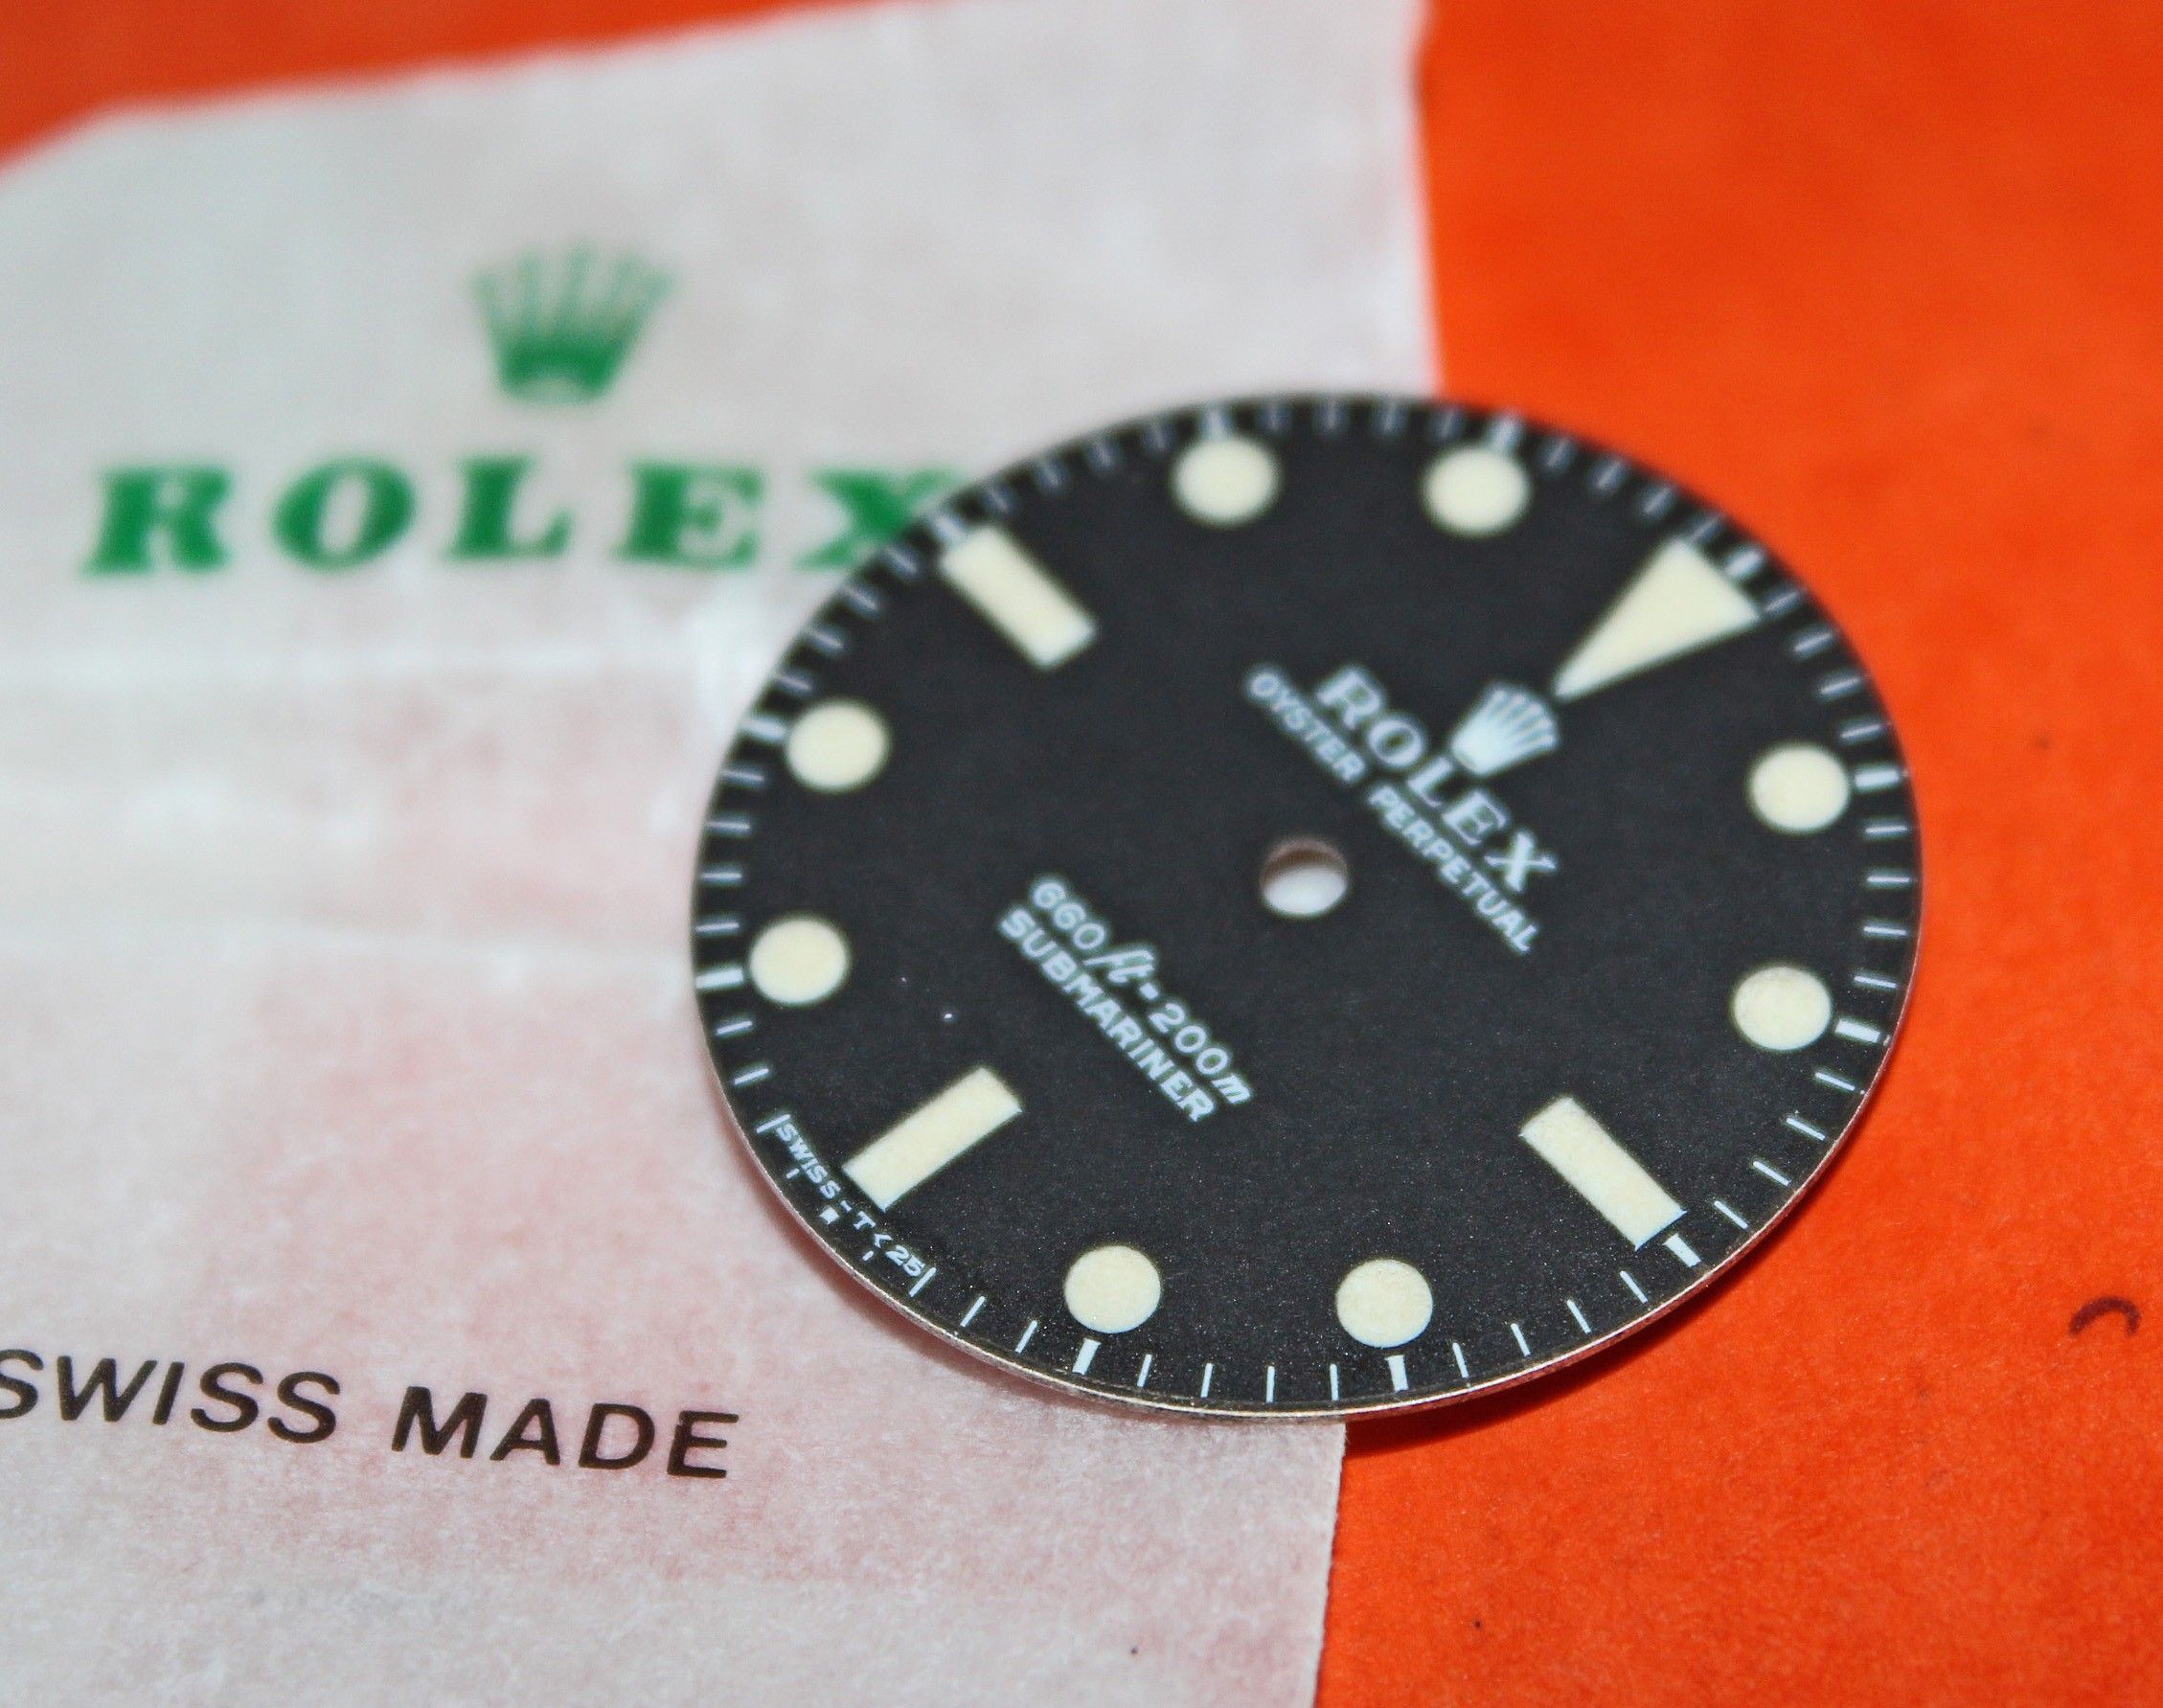 ROLEX
SWISS MADE
ROLEX
OYSTER PERPETUAL
660ft-200m
SUBMARINER
SWISS-T<25